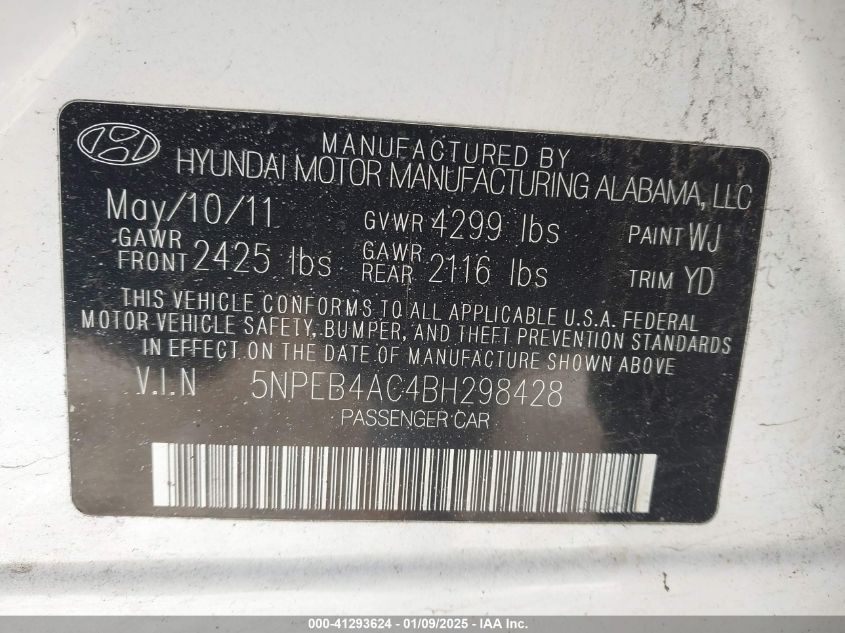 MANUFACTURED BY
HYUNDAI MOTOR MANUFACTURING ALABAMA, LLC
May/10/11 GVWR 4299 lbs PAINT WJ
GAWR FRONT 2425 lbs GAWR REAR 2116 lbs TRIM YD
THIS VEHICLE CONFORMS TO ALL APPLICABLE U.S.A. FEDERAL
MOTOR-VEHICLE SAFETY, BUMPER, AND THEFT PREVENTION STANDARDS
IN EFFECT ON THE DATE OF MANUFACTURE SHOWN ABOVE.
V.I.N 5NPEB4AC4BH298428
PASSENGER CAR
000-41293624 - 01/09/2025 - IAA Inc.